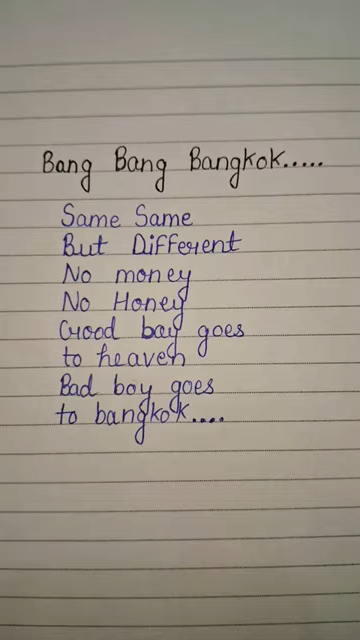 Bang Bang Bangkok.....
Same Same
But Different
No money
No Honey
Good boy goes
to heaven
Bad boy goes
to bangkok....